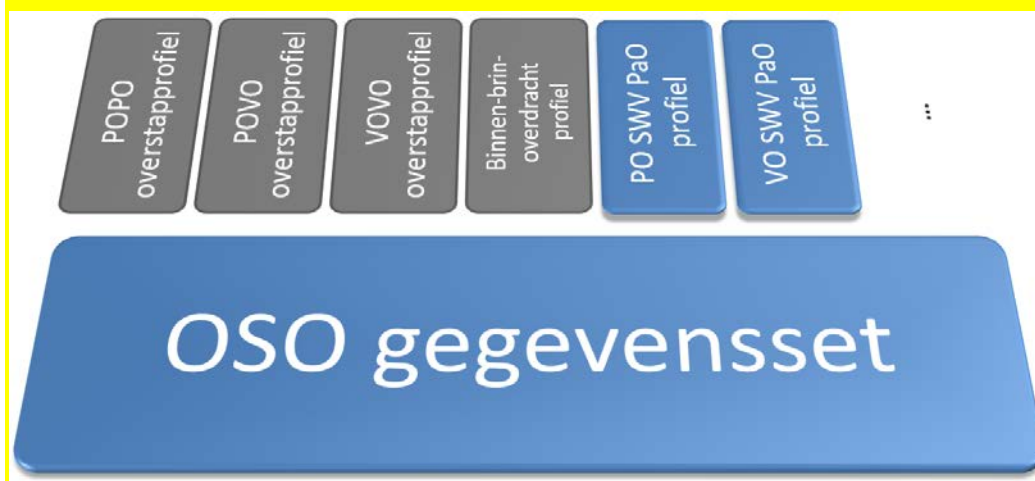 POPO
overstapprofiel
POVO
overstapprofiel
VOVO
overstapprofiel
Binnen-brin-
overdracht
profiel
PO SWV PaO
profiel
VO SWV PaO
profiel
...
OSO gegevensset